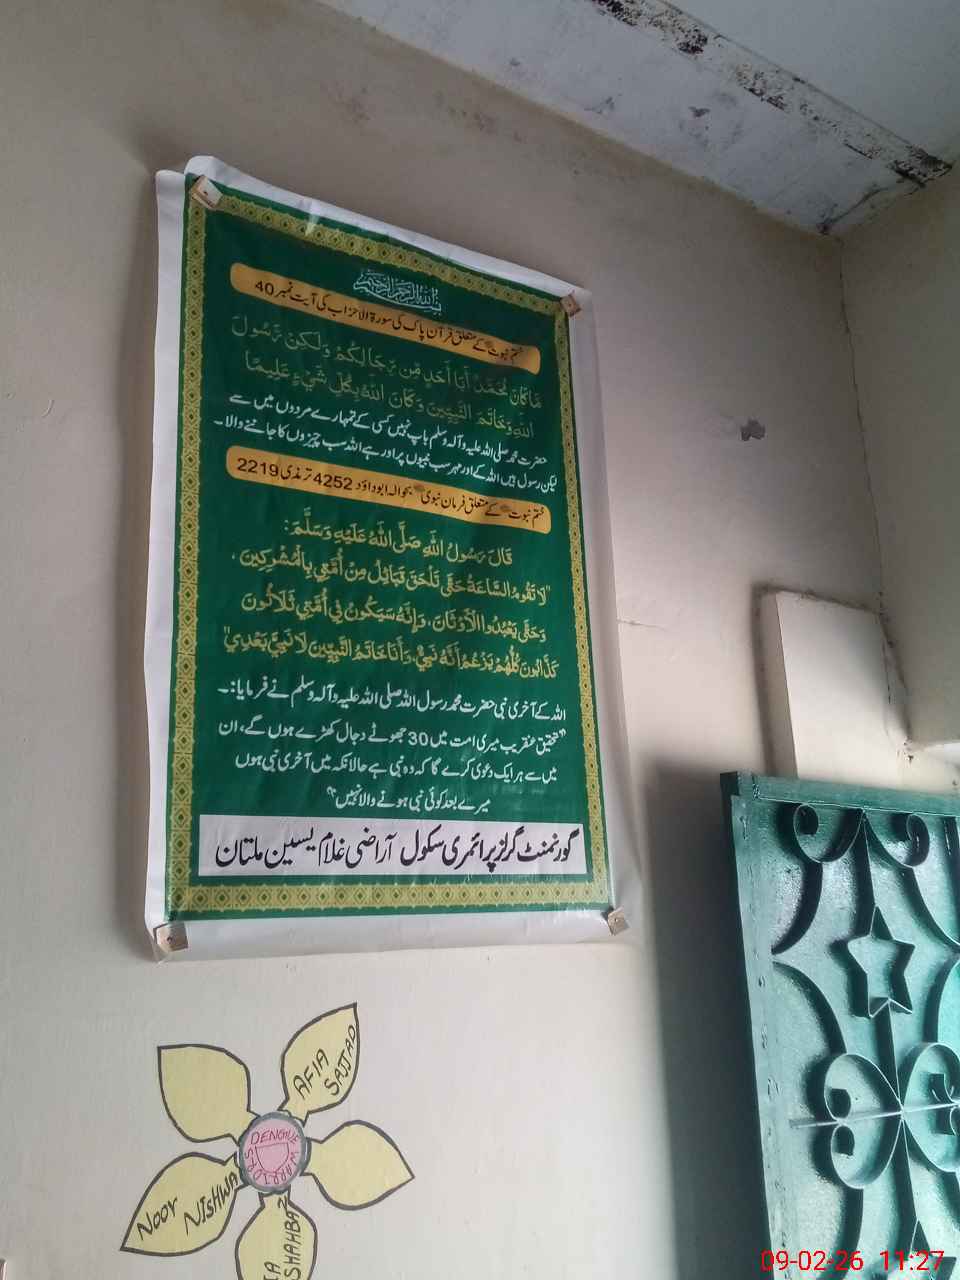 بسم الله الرحمن الرحيم
ختم نبوت کے متعلق قرآن پاک کی سورۃ الاحزاب کی آیت نمبر 40
مَا كَانَ مُحَمَّدٌ أَبَا أَحَدٍ مِّن رِّجَالِكُمْ وَلَٰكِن رَّسُولَ
اللَّهِ وَخَاتَمَ النَّبِيِّينَ وَكَانَ اللَّهُ بِكُلِّ شَيْءٍ عَلِيمًا
حضرت محمد صلی اللہ علیہ وآلہ وسلم باپ نہیں کسی کے تمہارے مردوں میں سے
لیکن رسول ہیں اللہ کے اور مہر سب نبیوں پر اور ہے اللہ سب چیزوں کا جاننے والا۔
ختم نبوت کے متعلق فرمان نبوی بحوالہ ابوداؤد 4252 ترمذی 2219
قَالَ رَسُولُ اللَّهِ صَلَّى اللَّهُ عَلَيْهِ وَسَلَّمَ:
"لَا تَقُومُ السَّاعَةُ حَتَّى تَلْحَقَ قَبَائِلُ مِنْ أُمَّتِي بِالْمُشْرِكِينَ،
وَحَتَّى يَعْبُدُوا الْأَوْثَانَ، وَإِنَّهُ سَيَكُونُ فِي أُمَّتِي ثَلَاثُونَ
كَذَّابُونَ كُلُّهُمْ يَزْعُمُ أَنَّهُ نَبِيٌّ، وَأَنَا خَاتَمُ النَّبِيِّينَ لَا نَبِيَّ بَعْدِي"
اللہ کے آخری نبی حضرت محمد رسول اللہ صلی اللہ علیہ وآلہ وسلم نے فرمایا:۔
"تحقیق عنقریب میری امت میں 30 جھوٹے دجال کھڑے ہوں گے، ان
میں سے ہر ایک دعویٰ کرے گا کہ وہ نبی ہے حالانکہ میں آخری نبی ہوں
میرے بعد کوئی نبی ہونے والا نہیں"
گورنمنٹ گرلز پرائمری سکول آراضی غلام یسین ملتان
AFIA
SAJJAD
DENGUE
WARRIORS
NOOR
NISHWA
SHAHBAZ
09-02-26 11:27